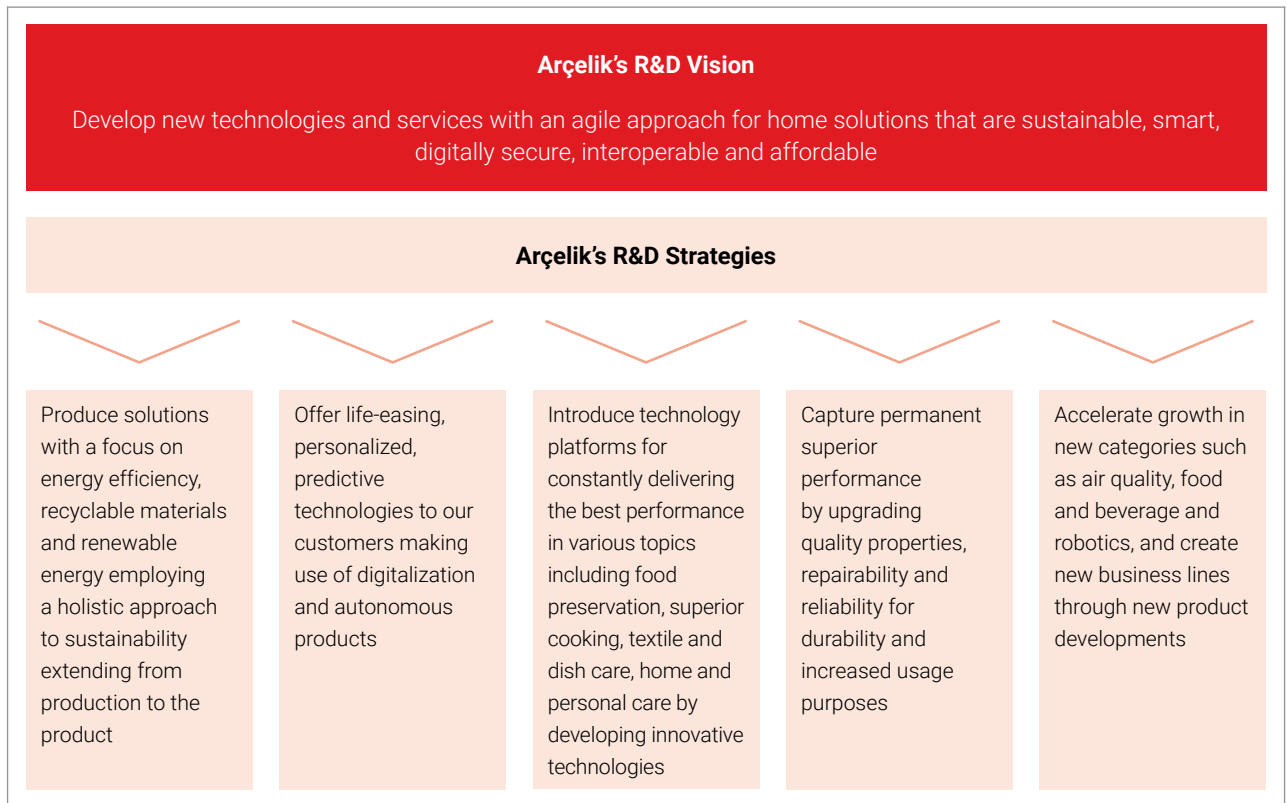 Arçelik's R&D Vision
Develop new technologies and services with an agile approach for home solutions that are sustainable, smart,
digitally secure, interoperable and affordable
Arçelik's R&D Strategies
Produce solutions
with a focus on
energy efficiency,
recyclable materials
and renewable
energy employing
a holistic approach
to sustainability
extending from
production to the
product
Offer life-easing,
personalized,
predictive
technologies to our
customers making
use of digitalization
and autonomous
products
Introduce technology
platforms for
constantly delivering
the best performance
in various topics
including food
preservation, superior
cooking, textile and
dish care, home and
personal care by
developing innovative
technologies
Capture permanent
superior
performance
by upgrading
quality properties,
repairability and
reliability for
durability and
increased usage
purposes
Accelerate growth in
new categories such
as air quality, food
and beverage and
robotics, and create
new business lines
through new product
developments